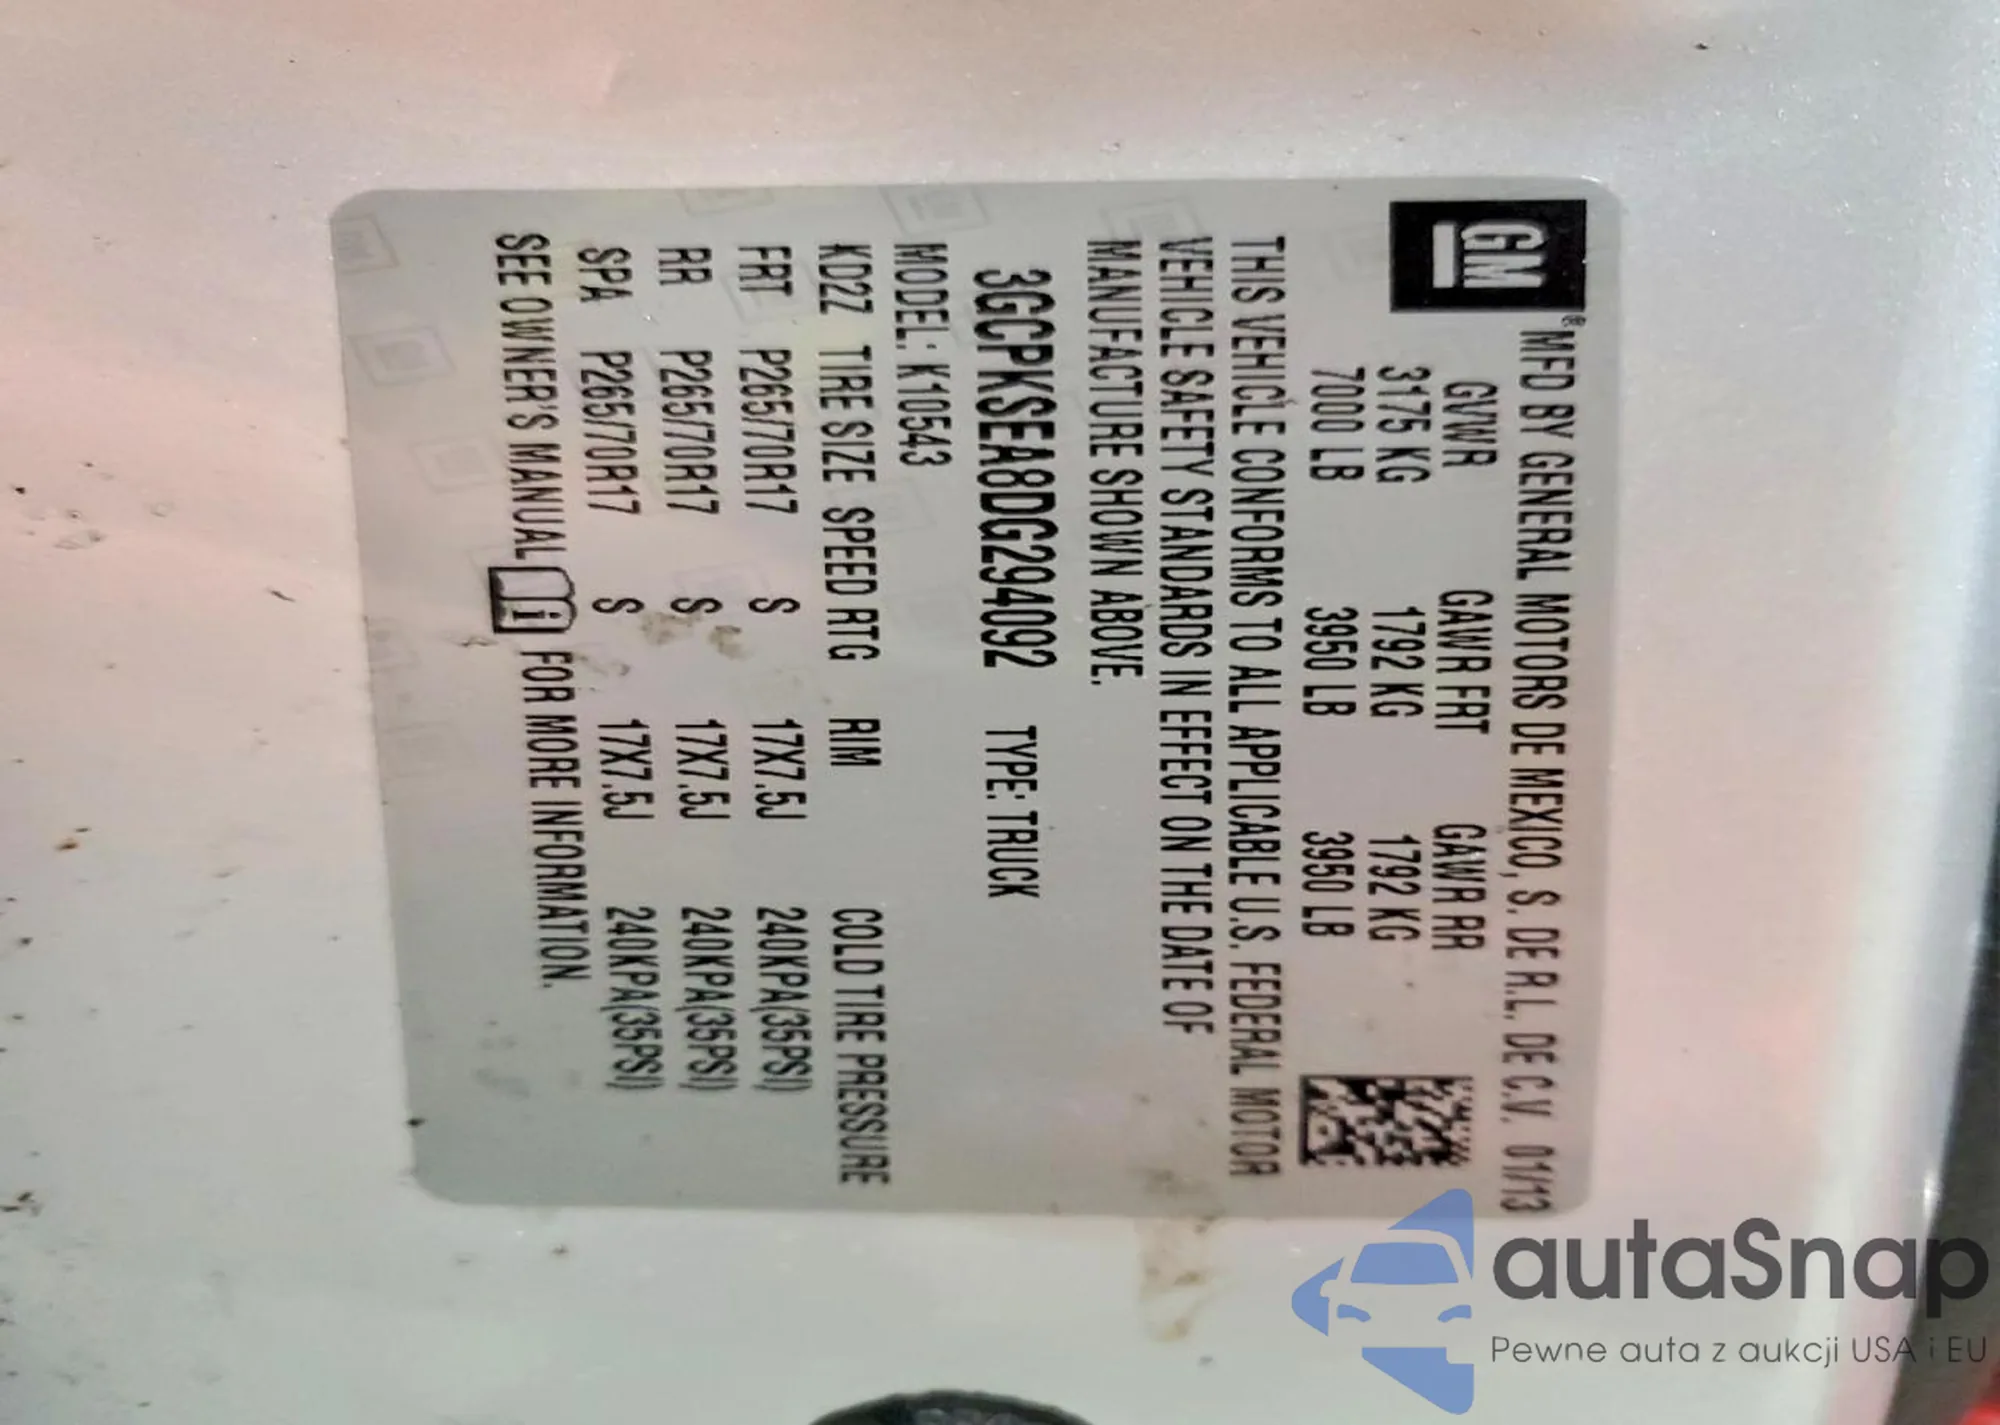 GM
® MFD BY GENERAL MOTORS DE MEXICO, S. DE R.L. DE C.V. 01/13
GVWR GAWR FRT GAWR RR
3175 KG 1792 KG 1792 KG
7000 LB 3950 LB 3950 LB
THIS VEHICLE CONFORMS TO ALL APPLICABLE U.S. FEDERAL MOTOR
VEHICLE SAFETY STANDARDS IN EFFECT ON THE DATE OF
MANUFACTURE SHOWN ABOVE.
3GCPKSEA8DG294092 TYPE: TRUCK
MODEL: K10543
KD2Z TIRE SIZE SPEED RTG RIM COLD TIRE PRESSURE
FRT P265/70R17 S 17X7.5J 240KPA(35PSI)
RR P265/70R17 S 17X7.5J 240KPA(35PSI)
SPA P265/70R17 S 17X7.5J 240KPA(35PSI)
SEE OWNER'S MANUAL i FOR MORE INFORMATION.
autaSnap
Pewne auta z aukcji USA i EU